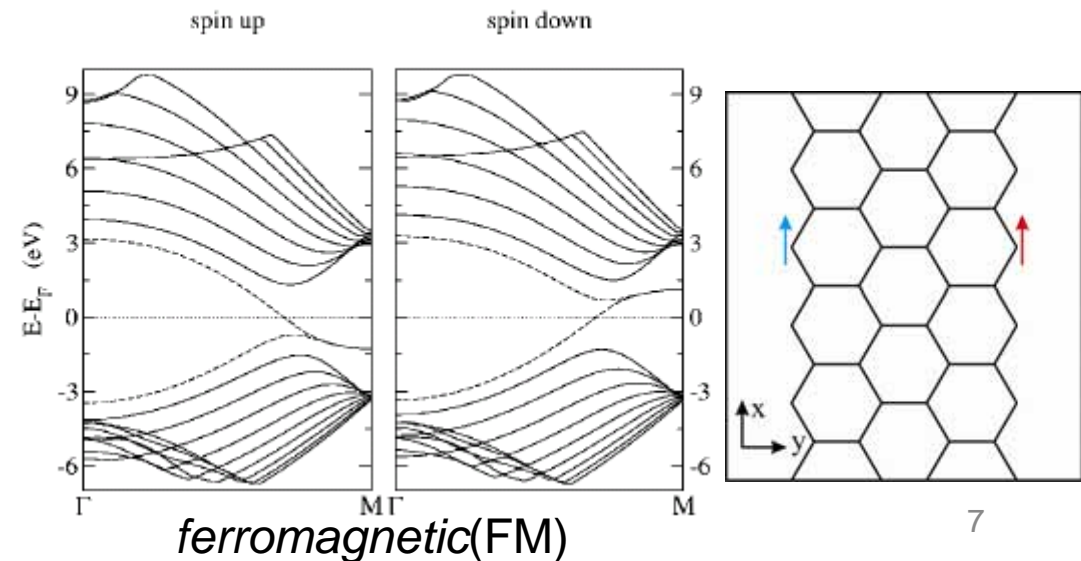 spin up
spin down
9
6
3
0
-3
-6
E-E_F (eV)
Γ
M
9
6
3
0
-3
-6
Γ
M
x
y
ferromagnetic(FM)
7